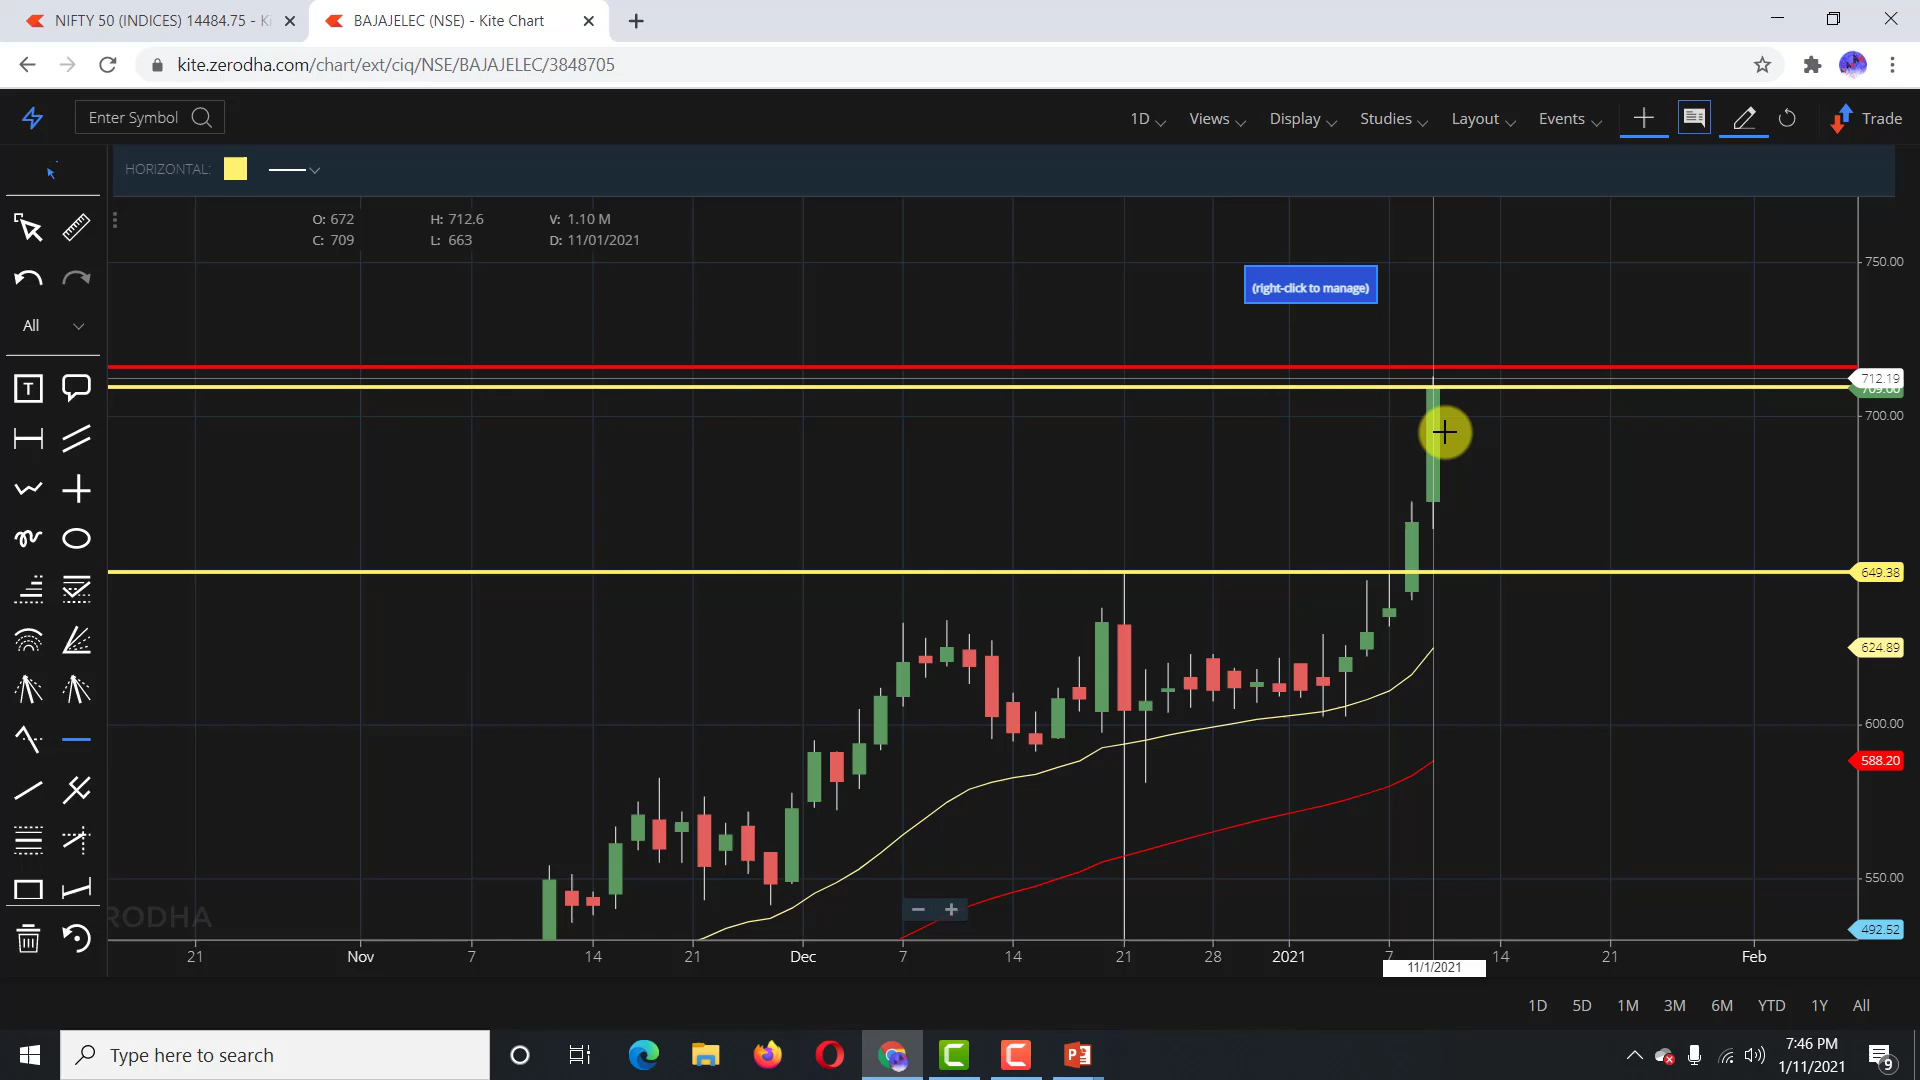 NIFTY 50 (INDICES) 14484.75 - Ki
BAJAJELEC (NSE) - Kite Chart
kite.zerodha.com/chart/ext/ciq/NSE/BAJAJELEC/3848705
Enter Symbol
1D Views Display Studies Layout Events Trade
HORIZONTAL:
O: 672 H: 712.6 V: 1.10 M
C: 709 L: 663 D: 11/01/2021
(right-click to manage)
All
T
750.00
712.19
709.00
700.00
649.38
624.89
600.00
588.20
550.00
492.52
RODHA
21 Nov 7 14 21 Dec 7 14 21 28 2021 7 14 21 Feb
11/1/2021
1D 5D 1M 3M 6M YTD 1Y All
Type here to search
7:46 PM
1/11/2021
9